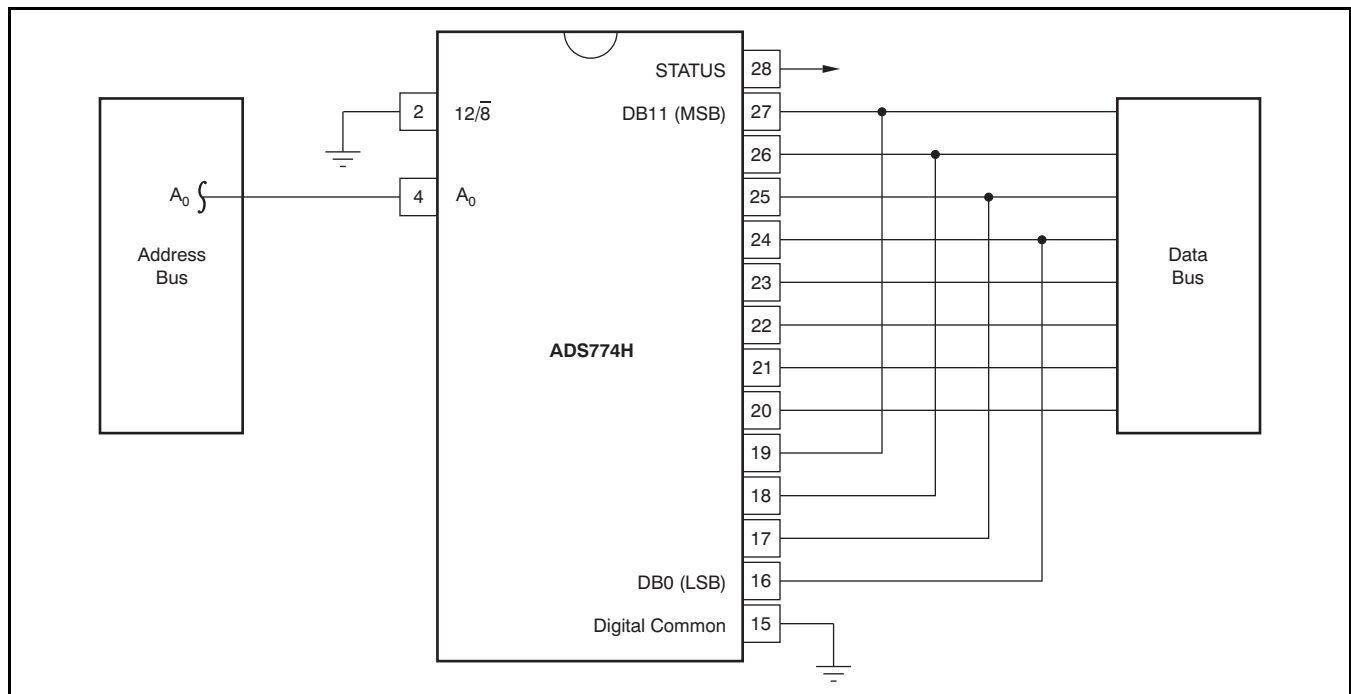 STATUS 28
2 12/8̅ DB11 (MSB) 27
26
A₀ 4 A₀ 25
24
Address
Bus
Data
Bus
23
22
ADS774H 21
20
19
18
17
DB0 (LSB) 16
Digital Common 15